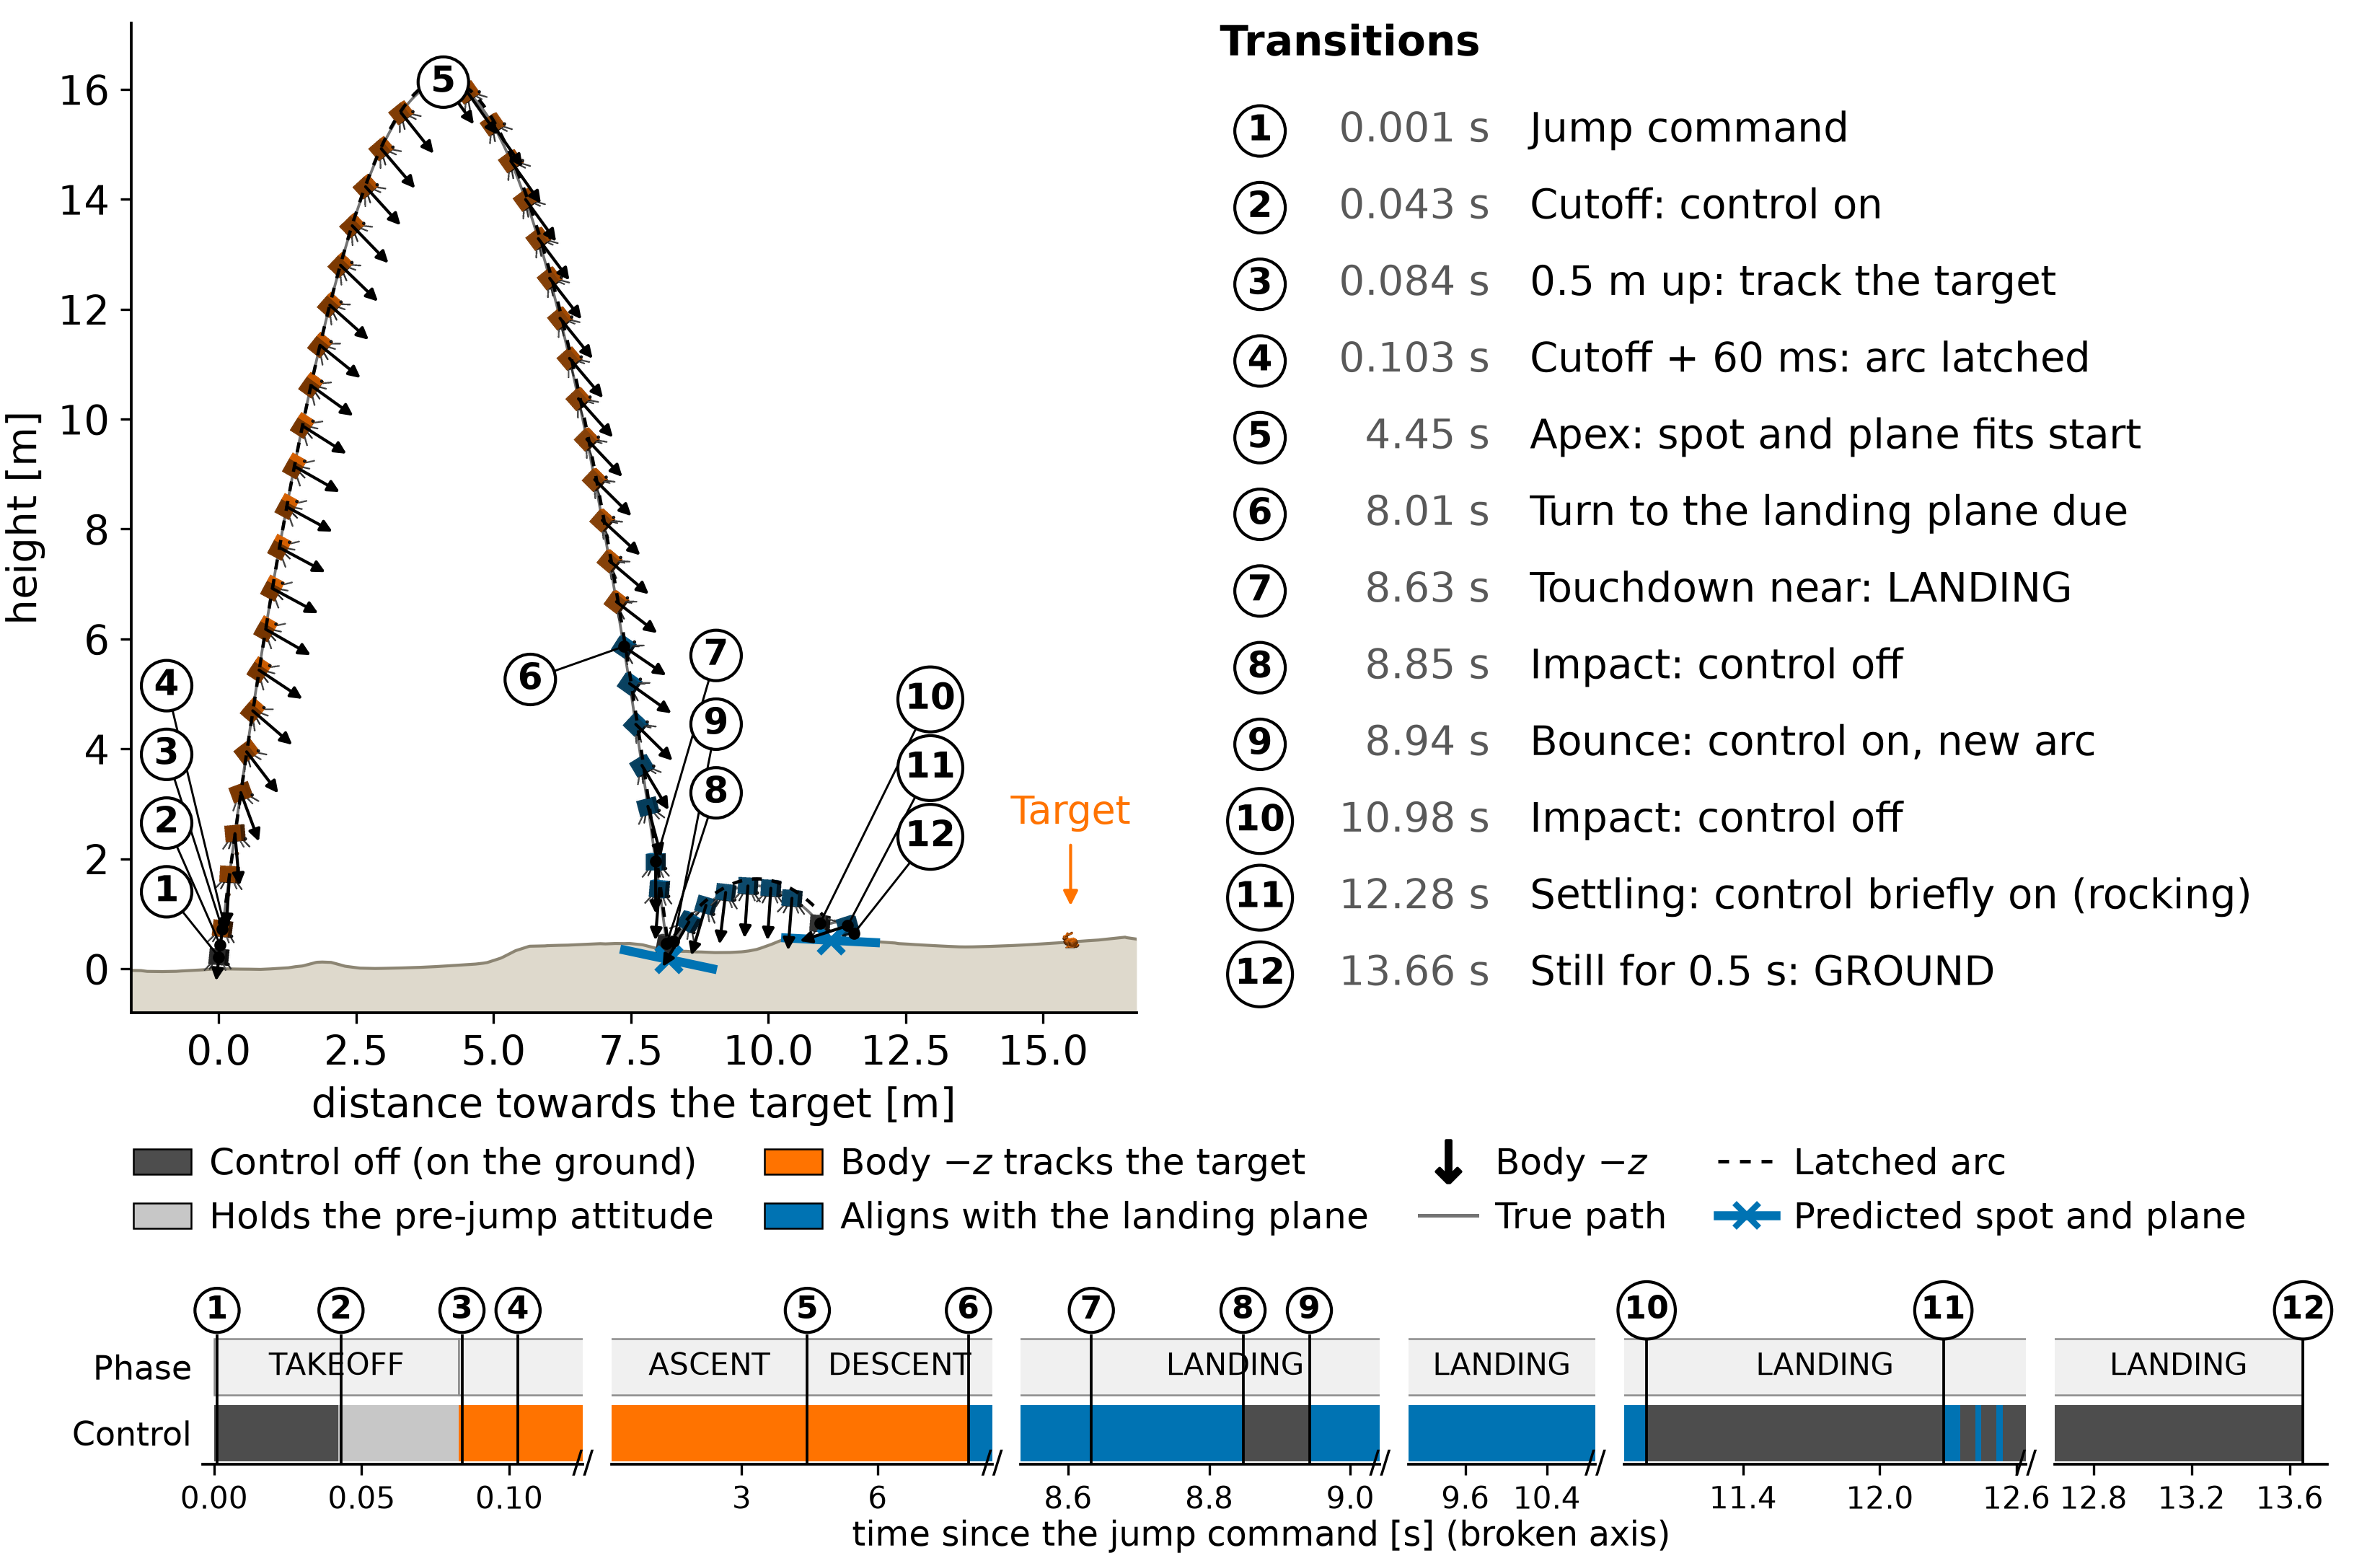 Transitions
1 0.001 s Jump command
2 0.043 s Cutoff: control on
3 0.084 s 0.5 m up: track the target
4 0.103 s Cutoff + 60 ms: arc latched
5 4.45 s Apex: spot and plane fits start
6 8.01 s Turn to the landing plane due
7 8.63 s Touchdown near: LANDING
8 8.85 s Impact: control off
9 8.94 s Bounce: control on, new arc
10 10.98 s Impact: control off
11 12.28 s Settling: control briefly on (rocking)
12 13.66 s Still for 0.5 s: GROUND
height [m]
16
14
12
10
8
6
4
2
0
5
4
3
2
1
6
7
9
8
10
11
12
Target
0.0 2.5 5.0 7.5 10.0 12.5 15.0
distance towards the target [m]
Control off (on the ground) Body −z tracks the target Body −z Latched arc
Holds the pre-jump attitude Aligns with the landing plane True path Predicted spot and plane
1 2 3 4 5 6 7 8 9 10 11 12
Phase TAKEOFF ASCENT DESCENT LANDING LANDING LANDING LANDING
Control
0.00 0.05 0.10 3 6 8.6 8.8 9.0 9.6 10.4 11.4 12.0 12.6 12.8 13.2 13.6
time since the jump command [s] (broken axis)